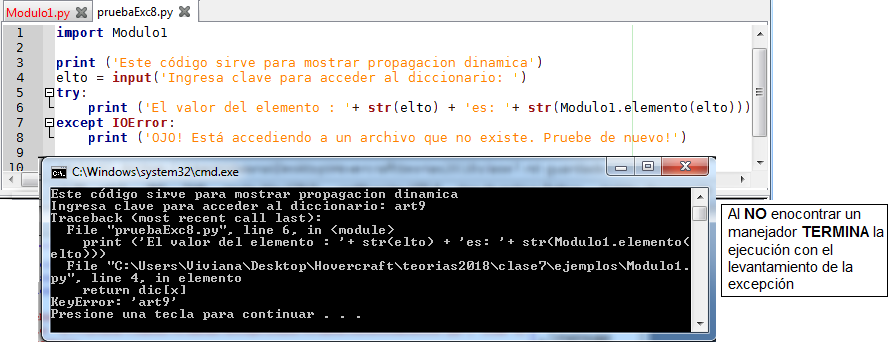 Modulo1.py pruebaExc8.py
1 import Modulo1
2
3 print ('Este código sirve para mostrar propagacion dinamica')
4 elto = input('Ingresa clave para acceder al diccionario: ')
5 try:
6 print ('El valor del elemento : '+ str(elto) + 'es: '+ str(Modulo1.elemento(elto)))
7 except IOError:
8 print ('OJO! Está accediendo a un archivo que no existe. Pruebe de nuevo!')
9
10
C:\Windows\system32\cmd.exe
Este código sirve para mostrar propagacion dinamica
Ingresa clave para acceder al diccionario: art9
Traceback (most recent call last):
File "pruebaExc8.py", line 6, in <module>
print ('El valor del elemento : '+ str(elto) + 'es: '+ str(Modulo1.elemento(
elto)))
File "C:\Users\Viviana\Desktop\Hovercraft\teorias2018\clase7\ejemplos\Modulo1.
py", line 4, in elemento
return dic[x]
KeyError: 'art9'
Presione una tecla para continuar . . .
Al NO enocontrar un
manejador TERMINA la
ejecución con el
levantamiento de la
excepción